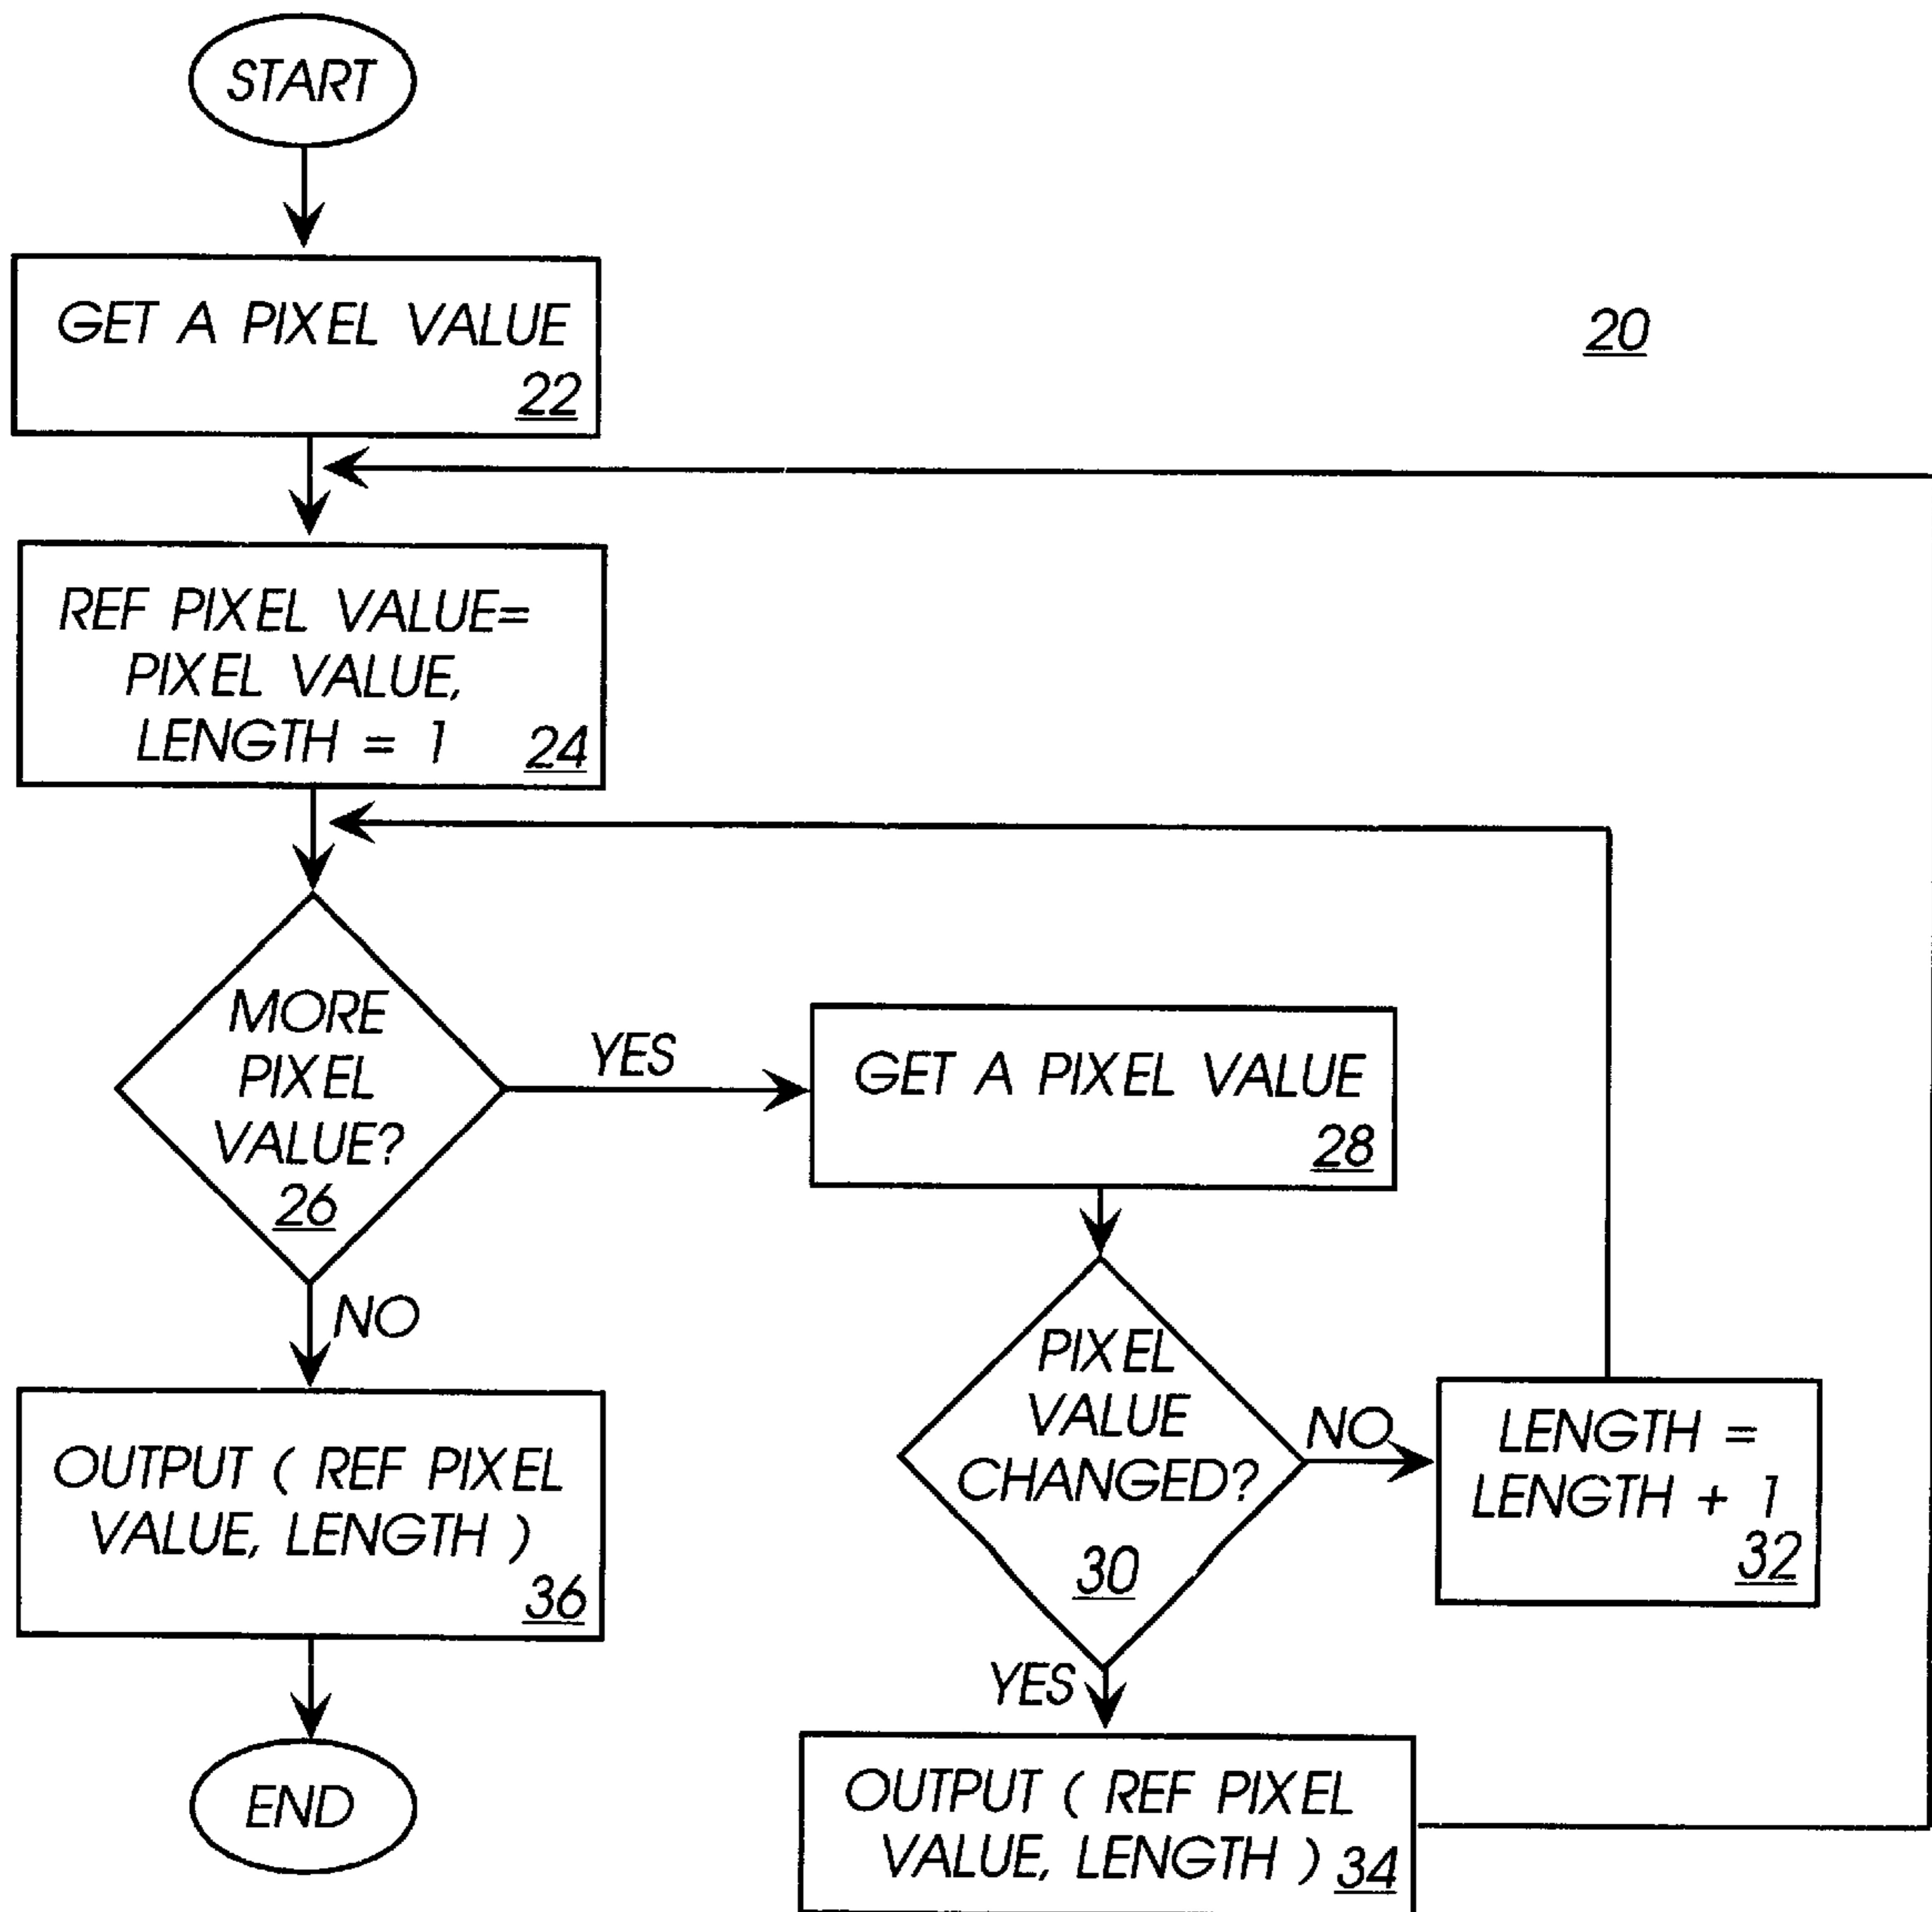 START
GET A PIXEL VALUE
22
20
REF PIXEL VALUE=
PIXEL VALUE,
LENGTH = 1
24
MORE
PIXEL
VALUE?
26
YES
GET A PIXEL VALUE
28
NO
PIXEL
VALUE
CHANGED?
30
NO
LENGTH =
LENGTH + 1
32
OUTPUT ( REF PIXEL
VALUE, LENGTH )
36
YES
OUTPUT ( REF PIXEL
VALUE, LENGTH )
34
END